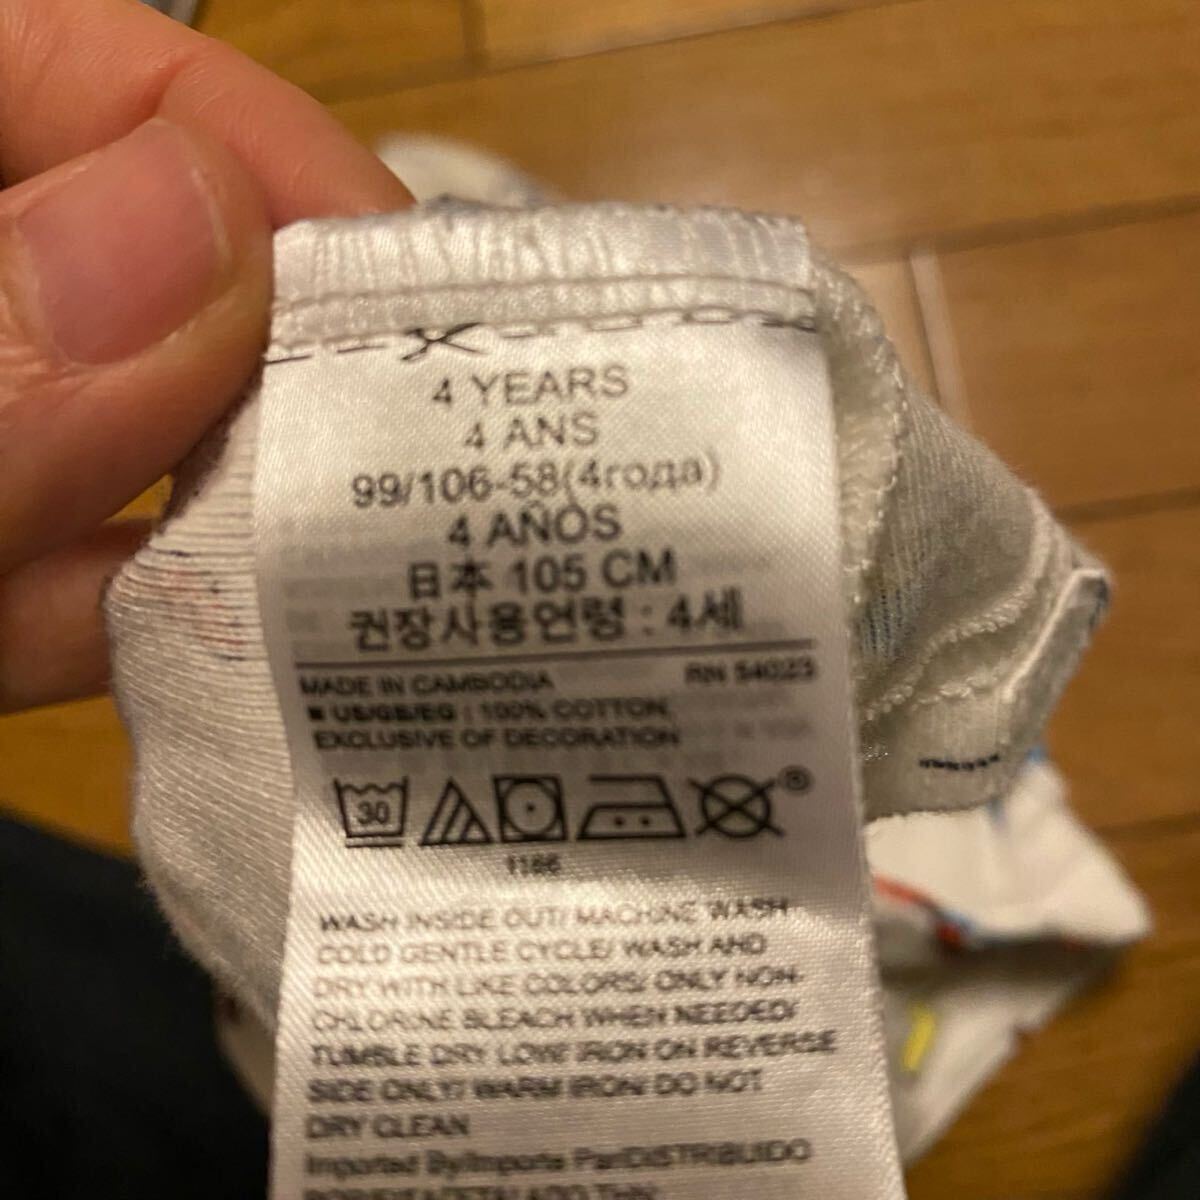 4 YEARS
4 ANS
99/106-58(4года)
4 AÑOS
日本 105 CM
권장사용연령 : 4세
MADE IN CAMBODIA RN 54023
■ US/GB/EG : 100% COTTON,
EXCLUSIVE OF DECORATION
30
®
1186
WASH INSIDE OUT/ MACHINE WASH
COLD GENTLE CYCLE/ WASH AND
DRY WITH LIKE COLORS/ ONLY NON-
CHLORINE BLEACH WHEN NEEDED/
TUMBLE DRY LOW/ IRON ON REVERSE
SIDE ONLY/ WARM IRON/ DO NOT
DRY CLEAN
Imported By/Importe Par/DISTRIBUIDO